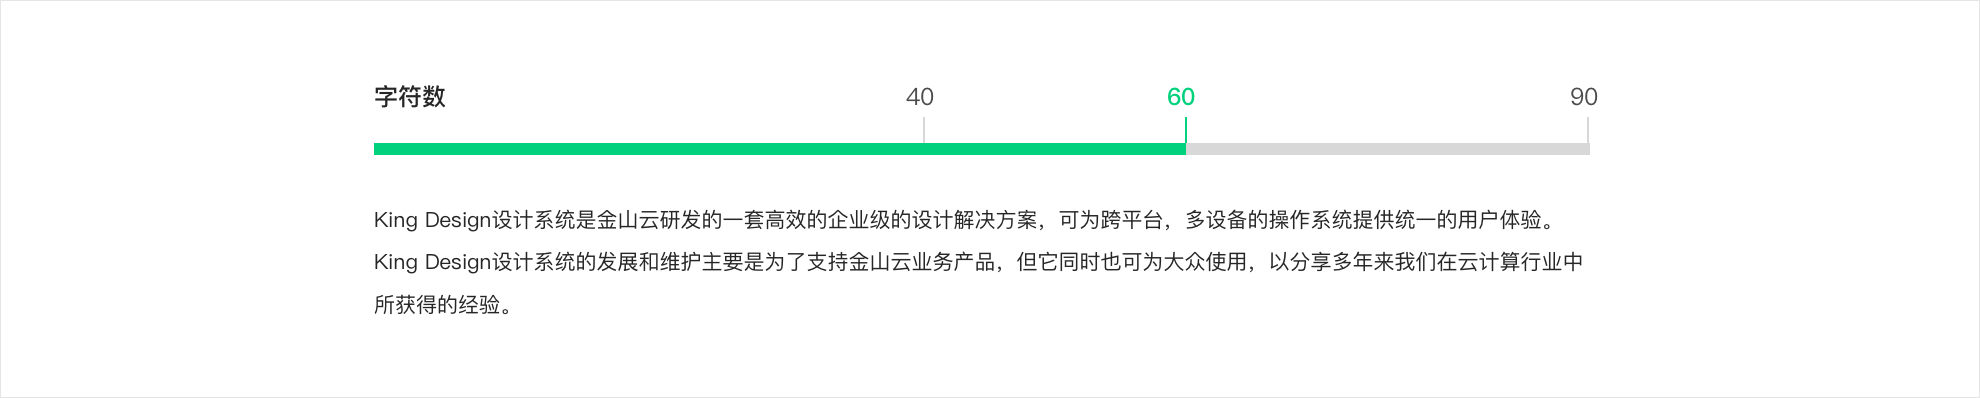 字符数 40 60 90
King Design设计系统是金山云研发的一套高效的企业级的设计解决方案，可为跨平台，多设备的操作系统提供统一的用户体验。
King Design设计系统的发展和维护主要是为了支持金山云业务产品，但它同时也可为大众使用，以分享多年来我们在云计算行业中
所获得的经验。